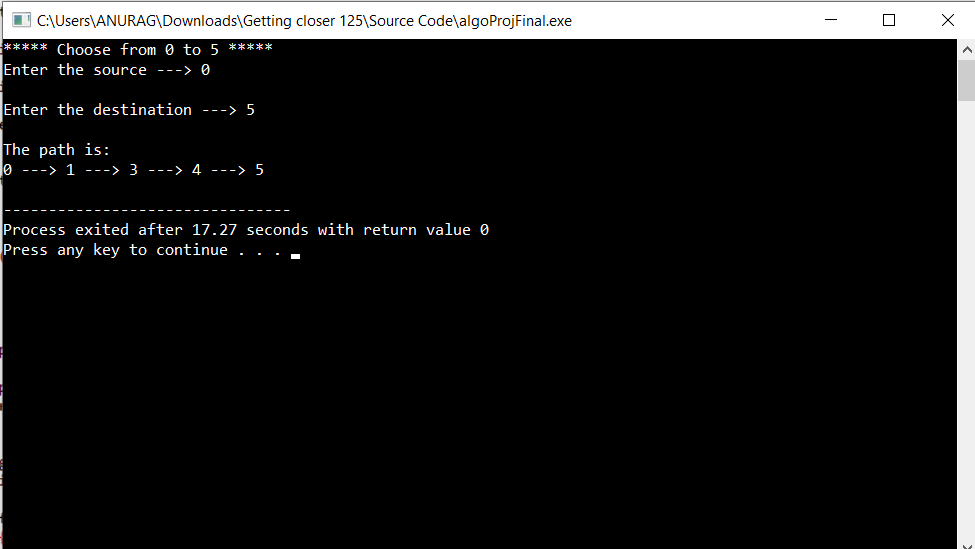 C:\Users\ANURAG\Downloads\Getting closer 125\Source Code\algoProjFinal.exe
***** Choose from 0 to 5 *****
Enter the source ---> 0
Enter the destination ---> 5
The path is:
0 ---> 1 ---> 3 ---> 4 ---> 5
--------------------------------
Process exited after 17.27 seconds with return value 0
Press any key to continue . . .